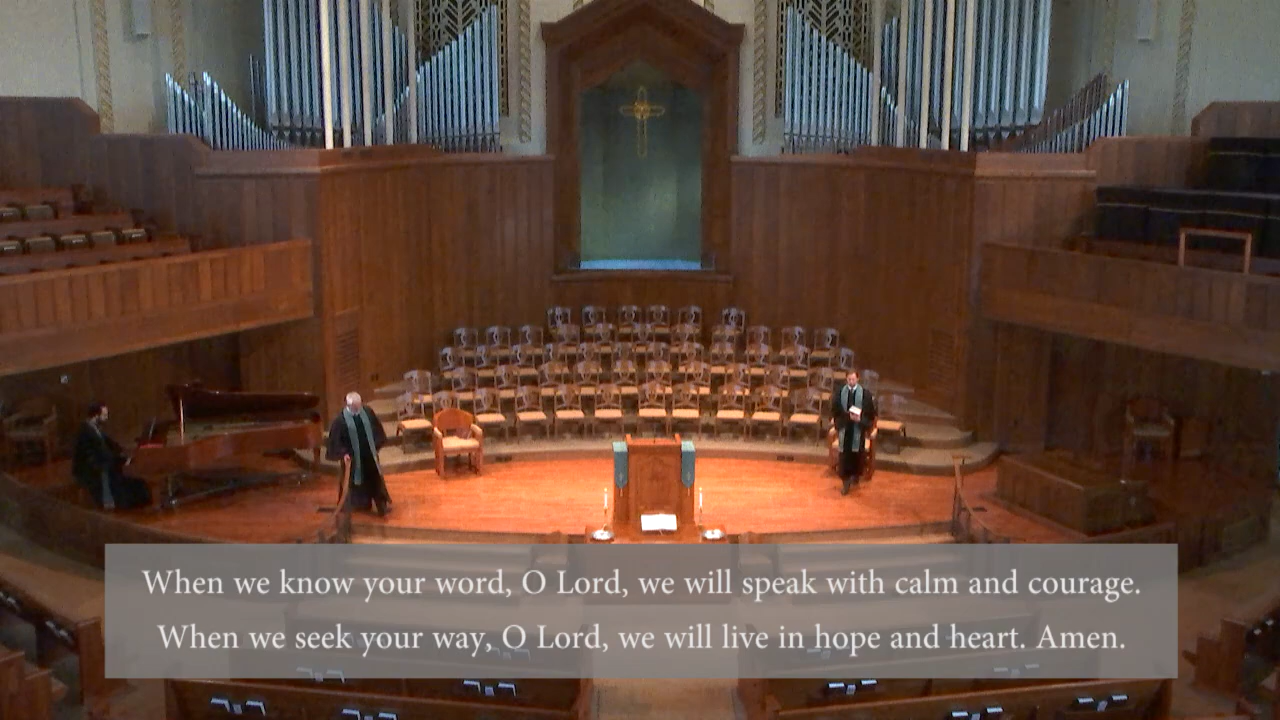 When we know your word, O Lord, we will speak with calm and courage.
When we seek your way, O Lord, we will live in hope and heart. Amen.